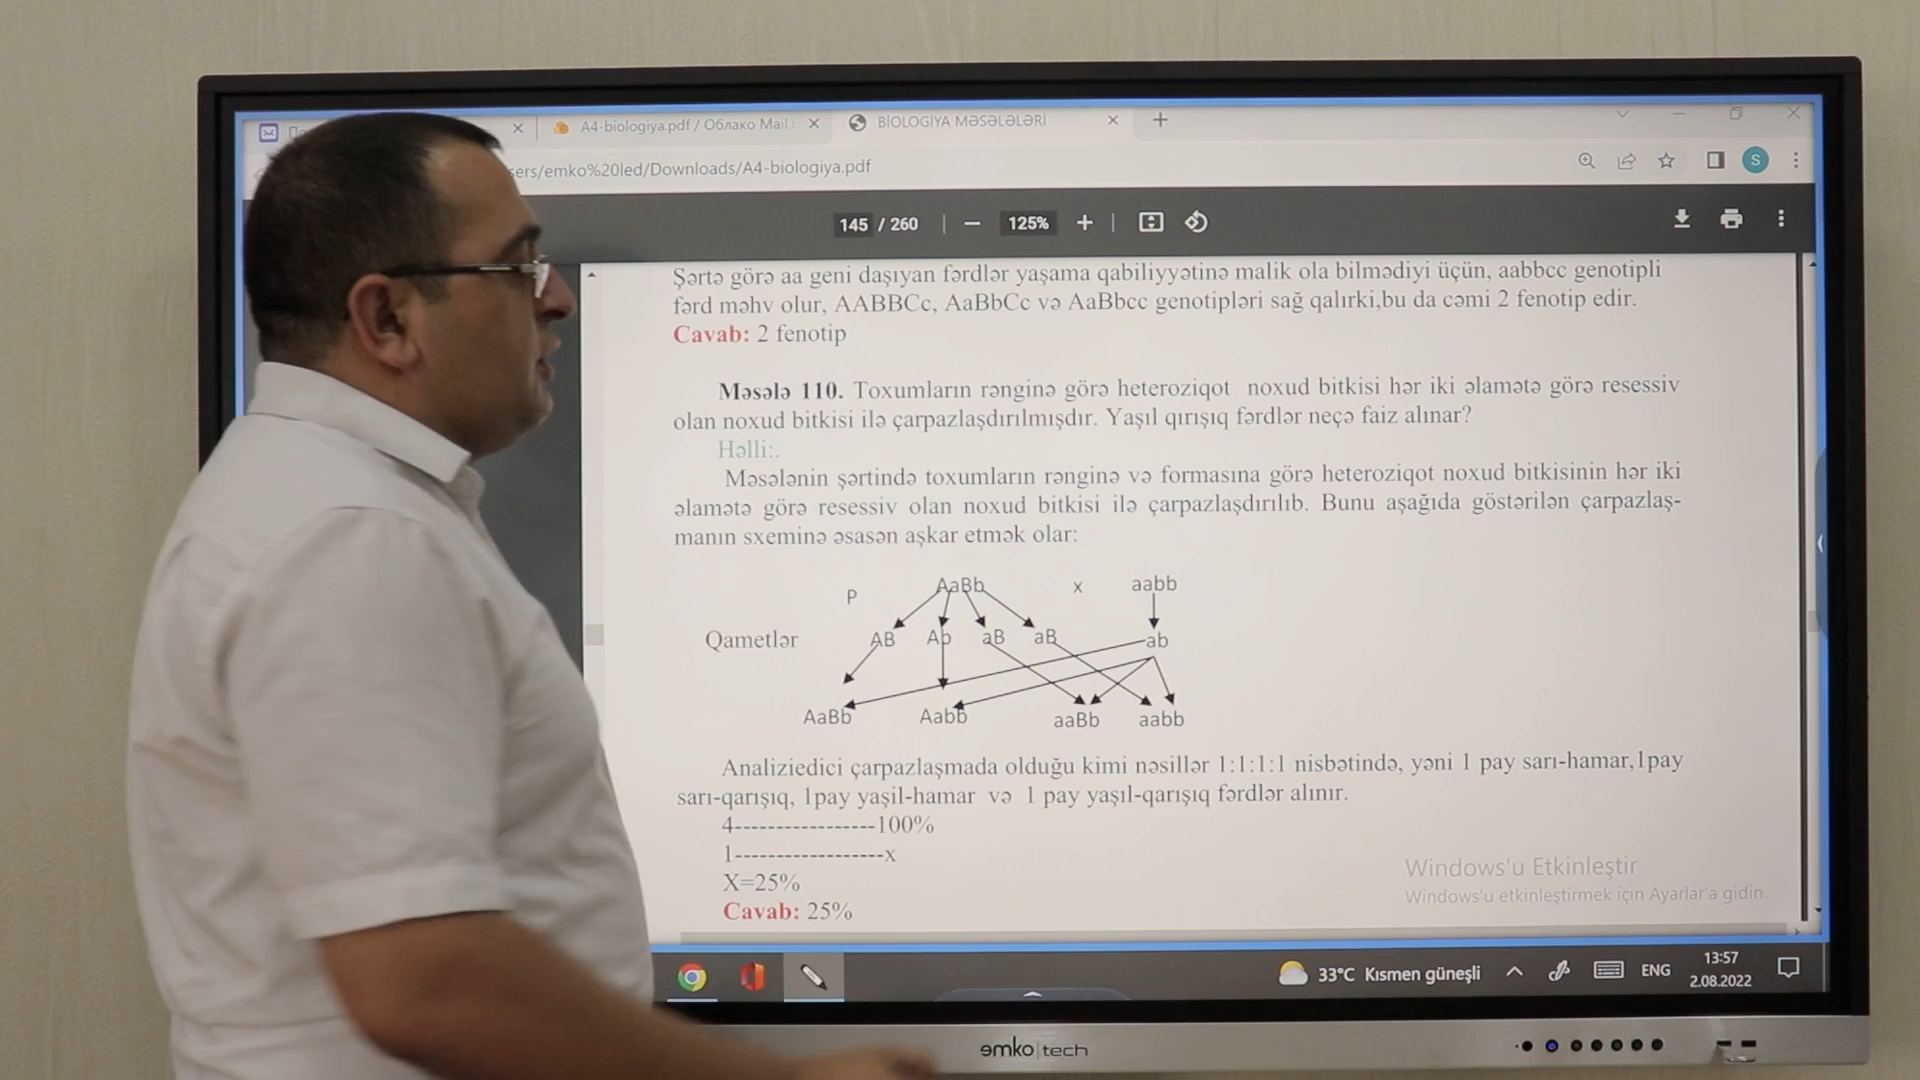 A4-biologiya.pdf / Облако Mail
BİOLOGİYA MƏSƏLƏLƏRİ
sers/emko%20led/Downloads/A4-biologiya.pdf
S
145 / 260
125%
Şərtə görə aa geni daşıyan fərdlər yaşama qabiliyyətinə malik ola bilmədiyi üçün, aabbcc genotipli
fərd məhv olur, AABBCc, AaBbCc və AaBbcc genotipləri sağ qalırki,bu da cəmi 2 fenotip edir.
Cavab: 2 fenotip
Məsələ 110. Toxumların rənginə görə heteroziqot noxud bitkisi hər iki əlamətə görə resessiv
olan noxud bitkisi ilə çarpazlaşdırılmışdır. Yaşıl qırışıq fərdlər neçə faiz alınar?
Həlli:.
Məsələnin şərtində toxumların rənginə və formasına görə heteroziqot noxud bitkisinin hər iki
əlamətə görə resessiv olan noxud bitkisi ilə çarpazlaşdırılıb. Bunu aşağıda göstərilən çarpazlaş-
manın sxeminə əsasən aşkar etmək olar:
P AaBb x aabb
Qametlər AB Ab aB aB ab
AaBb Aabb aaBb aabb
Analiziedici çarpazlaşmada olduğu kimi nəsillər 1:1:1:1 nisbətində, yəni 1 pay sarı-hamar,1pay
sarı-qarışıq, 1pay yaşil-hamar və 1 pay yaşıl-qarışıq fərdlər alınır.
4-----------------100%
1------------------x
X=25%
Cavab: 25%
Windows'u Etkinleştir
Windows'u etkinleştirmek için Ayarlar'a gidin.
33°C Kısmen güneşli
ENG
13:57
2.08.2022
emko|tech